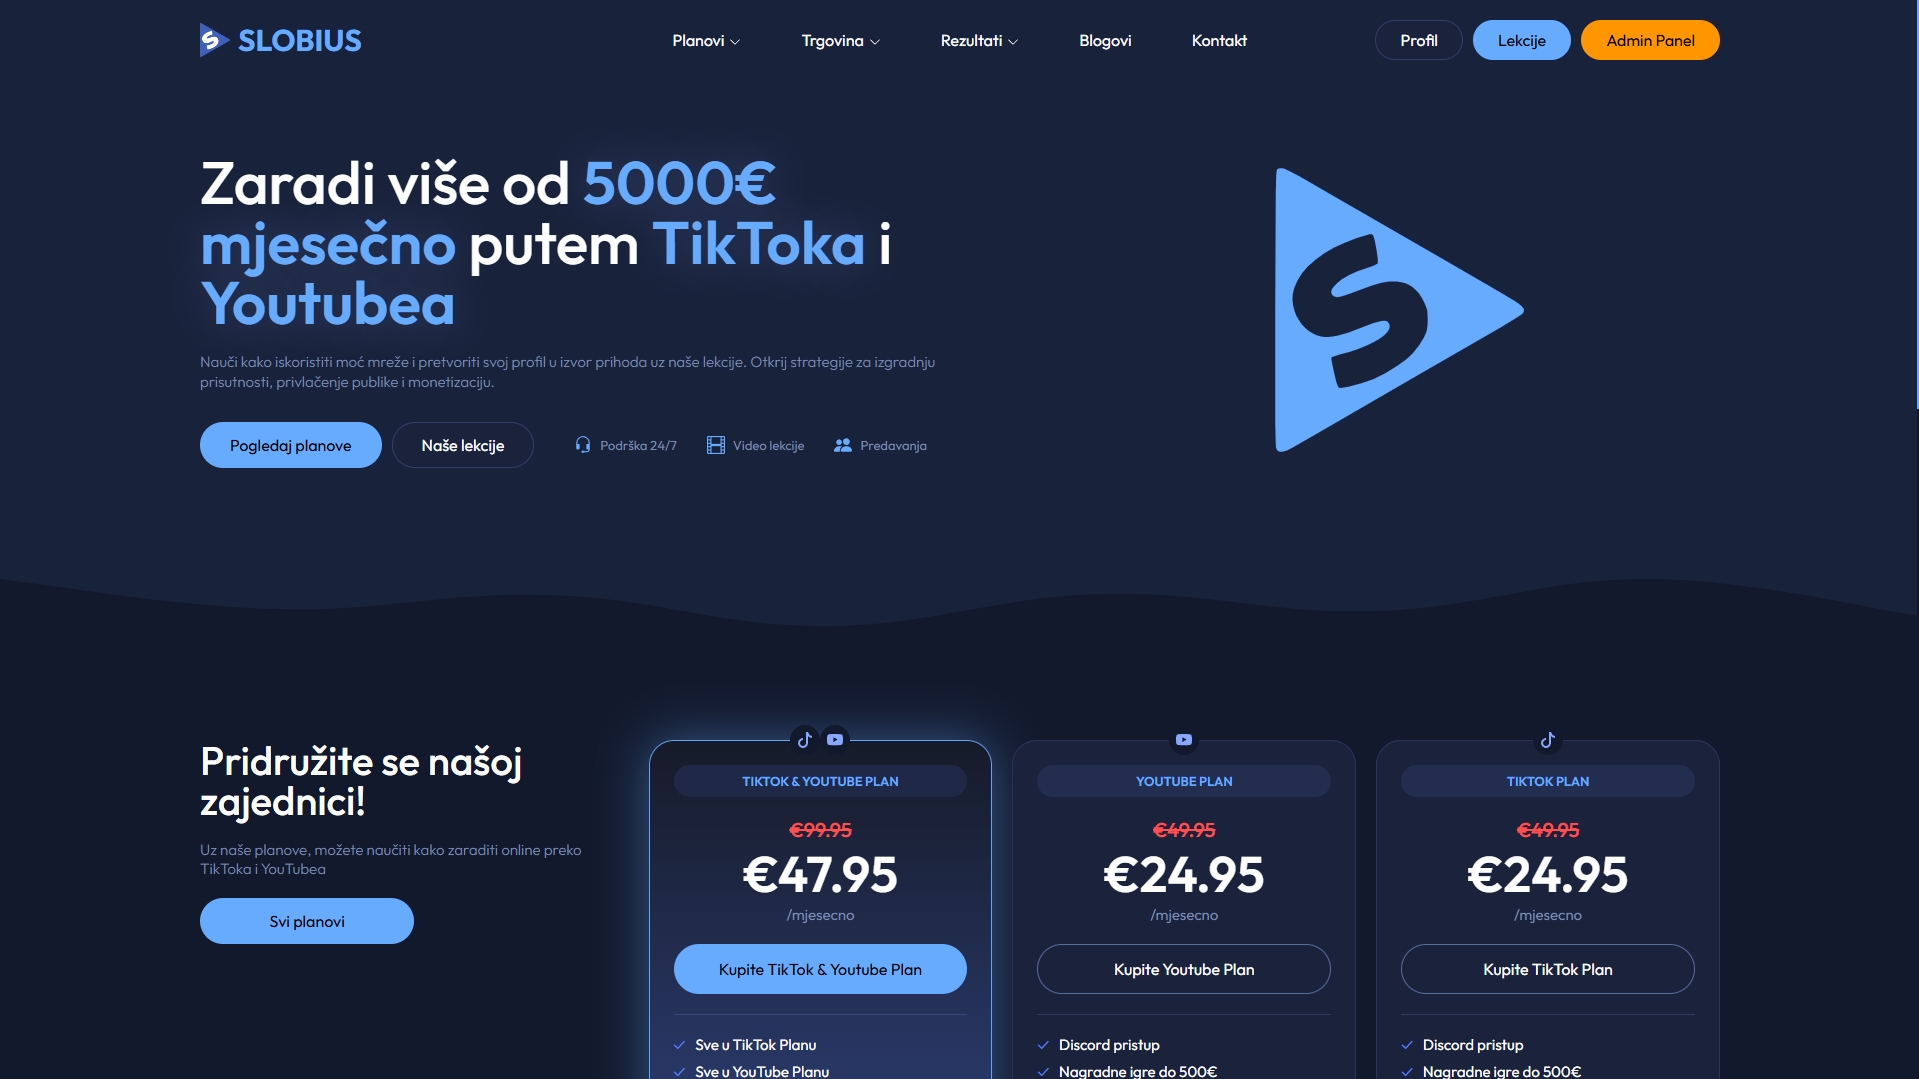 SLOBIUS
Planovi
Trgovina
Rezultati
Blogovi
Kontakt
Profil
Lekcije
Admin Panel
Zaradi više od 5000€
mjesečno putem TikToka i
Youtubea
Nauči kako iskoristiti moć mreže i pretvoriti svoj profil u izvor prihoda uz naše lekcije. Otkrij strategije za izgradnju
prisutnosti, privlačenje publike i monetizaciju.
Pogledaj planove
Naše lekcije
Podrška 24/7
Video lekcije
Predavanja
S
Pridružite se našoj
zajednici!
Uz naše planove, možete naučiti kako zaraditi online preko
TikToka i YouTubea
Svi planovi
TIKTOK & YOUTUBE PLAN
€99.95
€47.95
/mjesecno
Kupite TikTok & Youtube Plan
Sve u TikTok Planu
Sve u YouTube Planu
YOUTUBE PLAN
€49.95
€24.95
/mjesecno
Kupite Youtube Plan
Discord pristup
Nagradne igre do 500€
TIKTOK PLAN
€49.95
€24.95
/mjesecno
Kupite TikTok Plan
Discord pristup
Nagradne igre do 500€